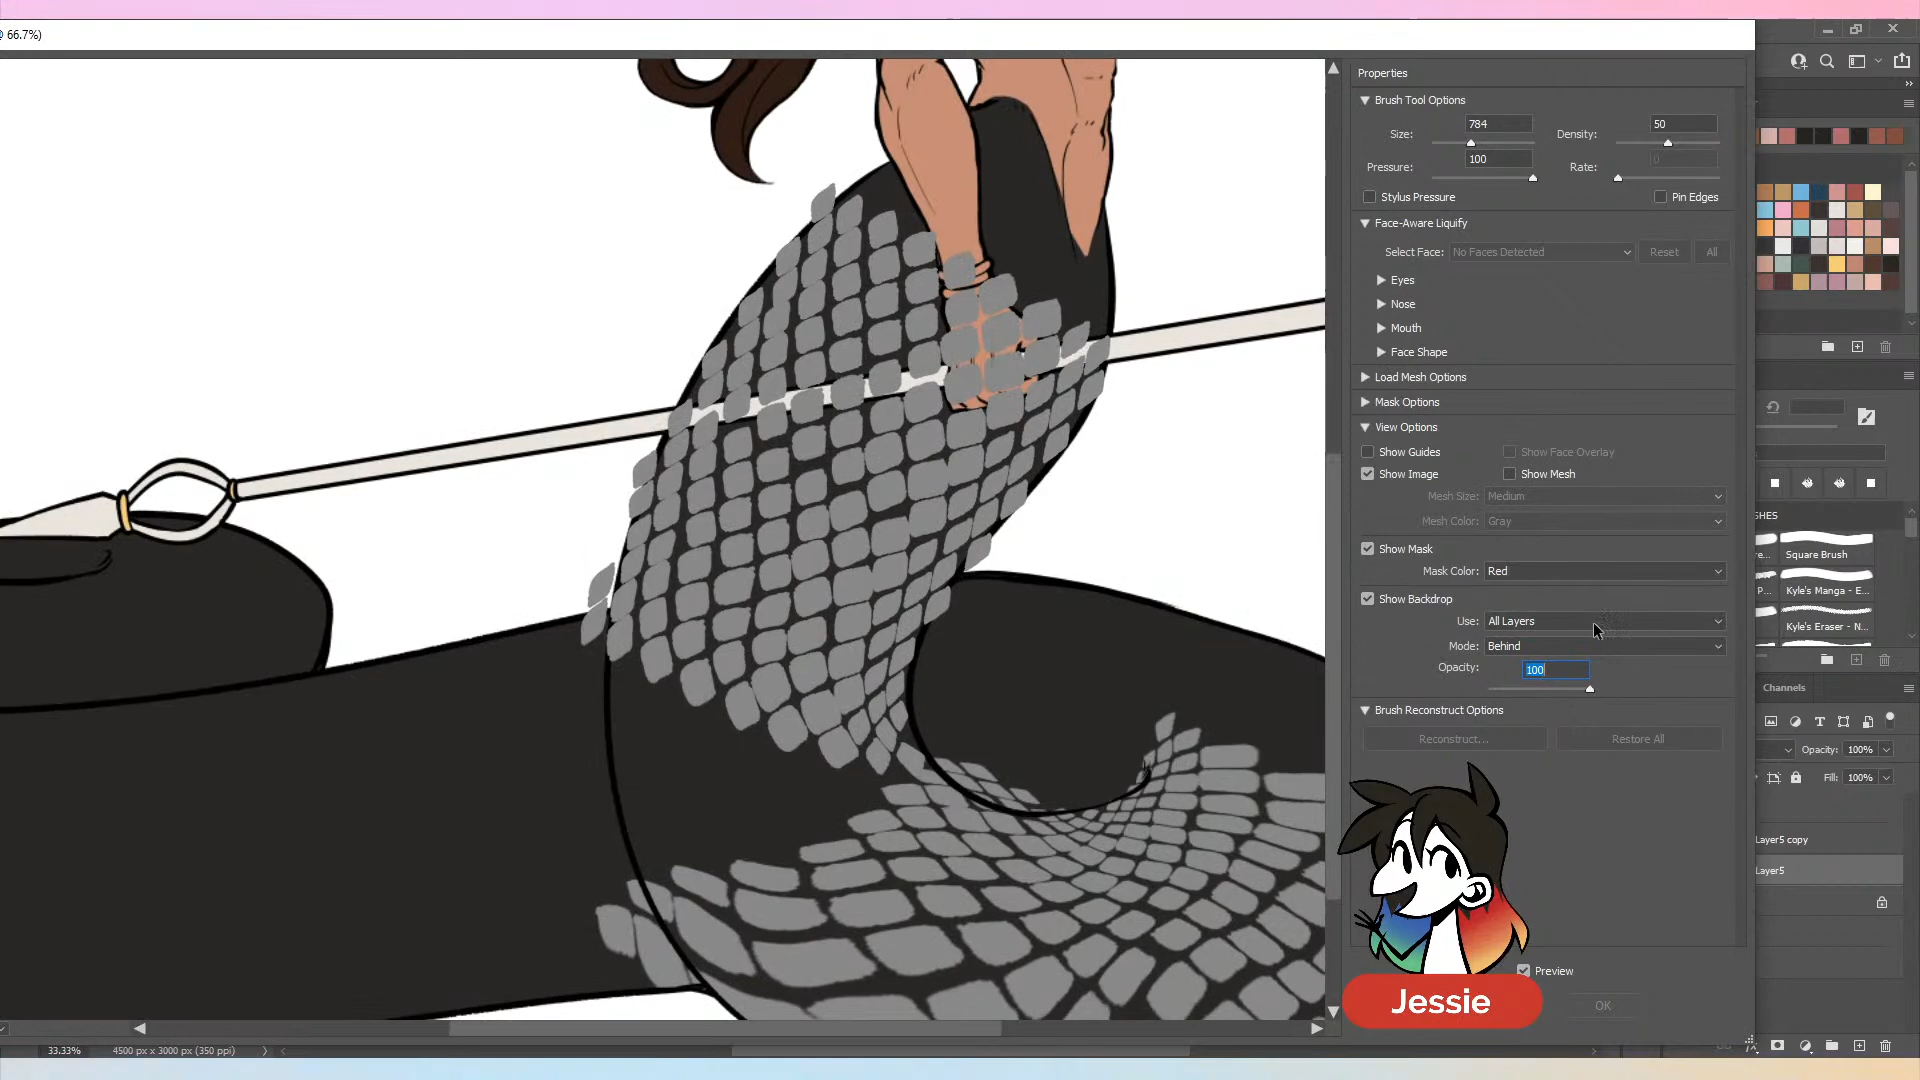 @ 66.7%)
Properties
Brush Tool Options
Size: 784 Density: 50
Pressure: 100 Rate: 0
Stylus Pressure Pin Edges
Face-Aware Liquify
Select Face: No Faces Detected Reset All
Eyes
Nose
Mouth
Face Shape
Load Mesh Options
Mask Options
View Options
Show Guides Show Face Overlay
Show Image Show Mesh
Mesh Size: Medium
Mesh Color: Gray
Show Mask
Mask Color: Red
Show Backdrop
Use: All Layers
Mode: Behind
Opacity: 100
Brush Reconstruct Options
Reconstruct... Restore All
Preview
OK
Jessie
SHES
e... Square Brush
P... Kyle's Manga - E...
Kyle's Eraser - N...
Channels
Opacity: 100%
Fill: 100%
Layer5 copy
Layer5
33.33% 4500 px x 3000 px (350 ppi)